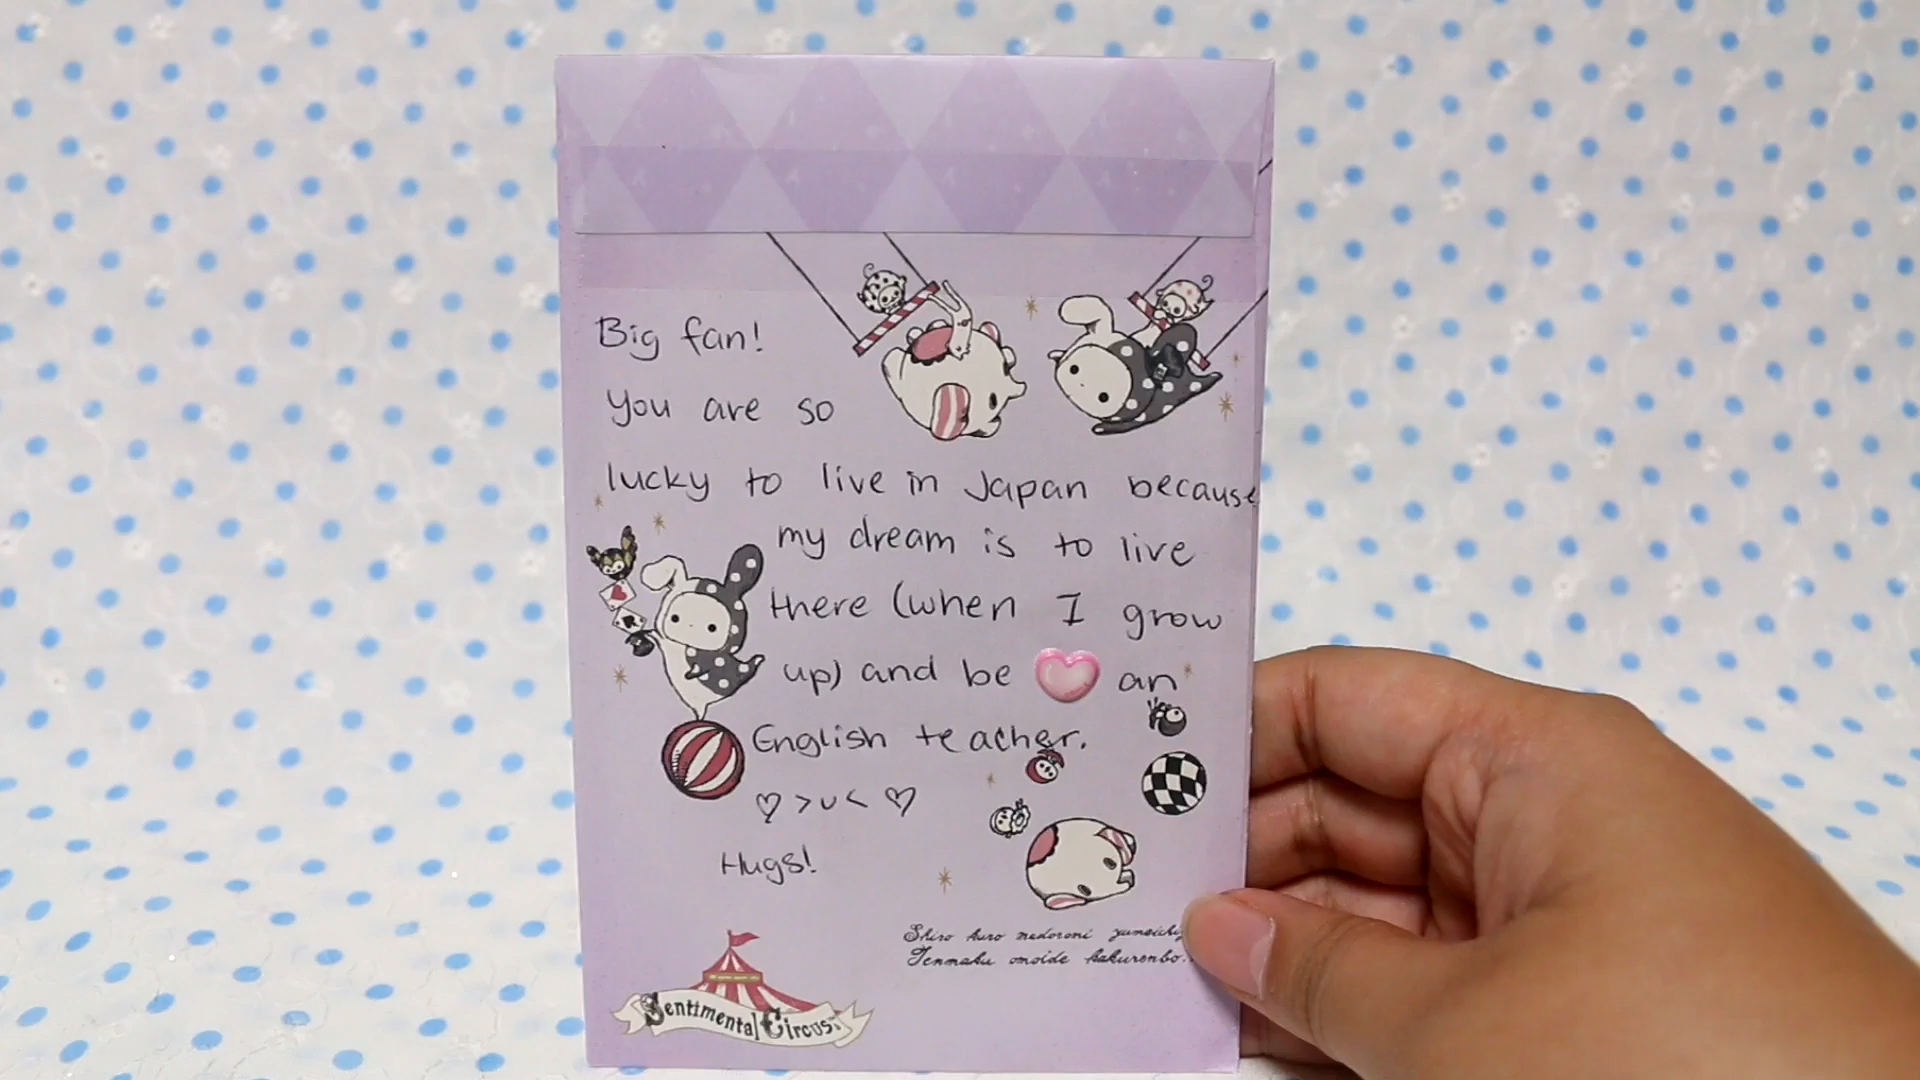 Big fan!
You are so
lucky to live in Japan because
my dream is to live
there (when I grow
up) and be an
English teacher.
♡ >u< ♡
Hugs!
Shiro kuro madoromi
Tenmaku omoide kakurenbo.
Sentimental Circus